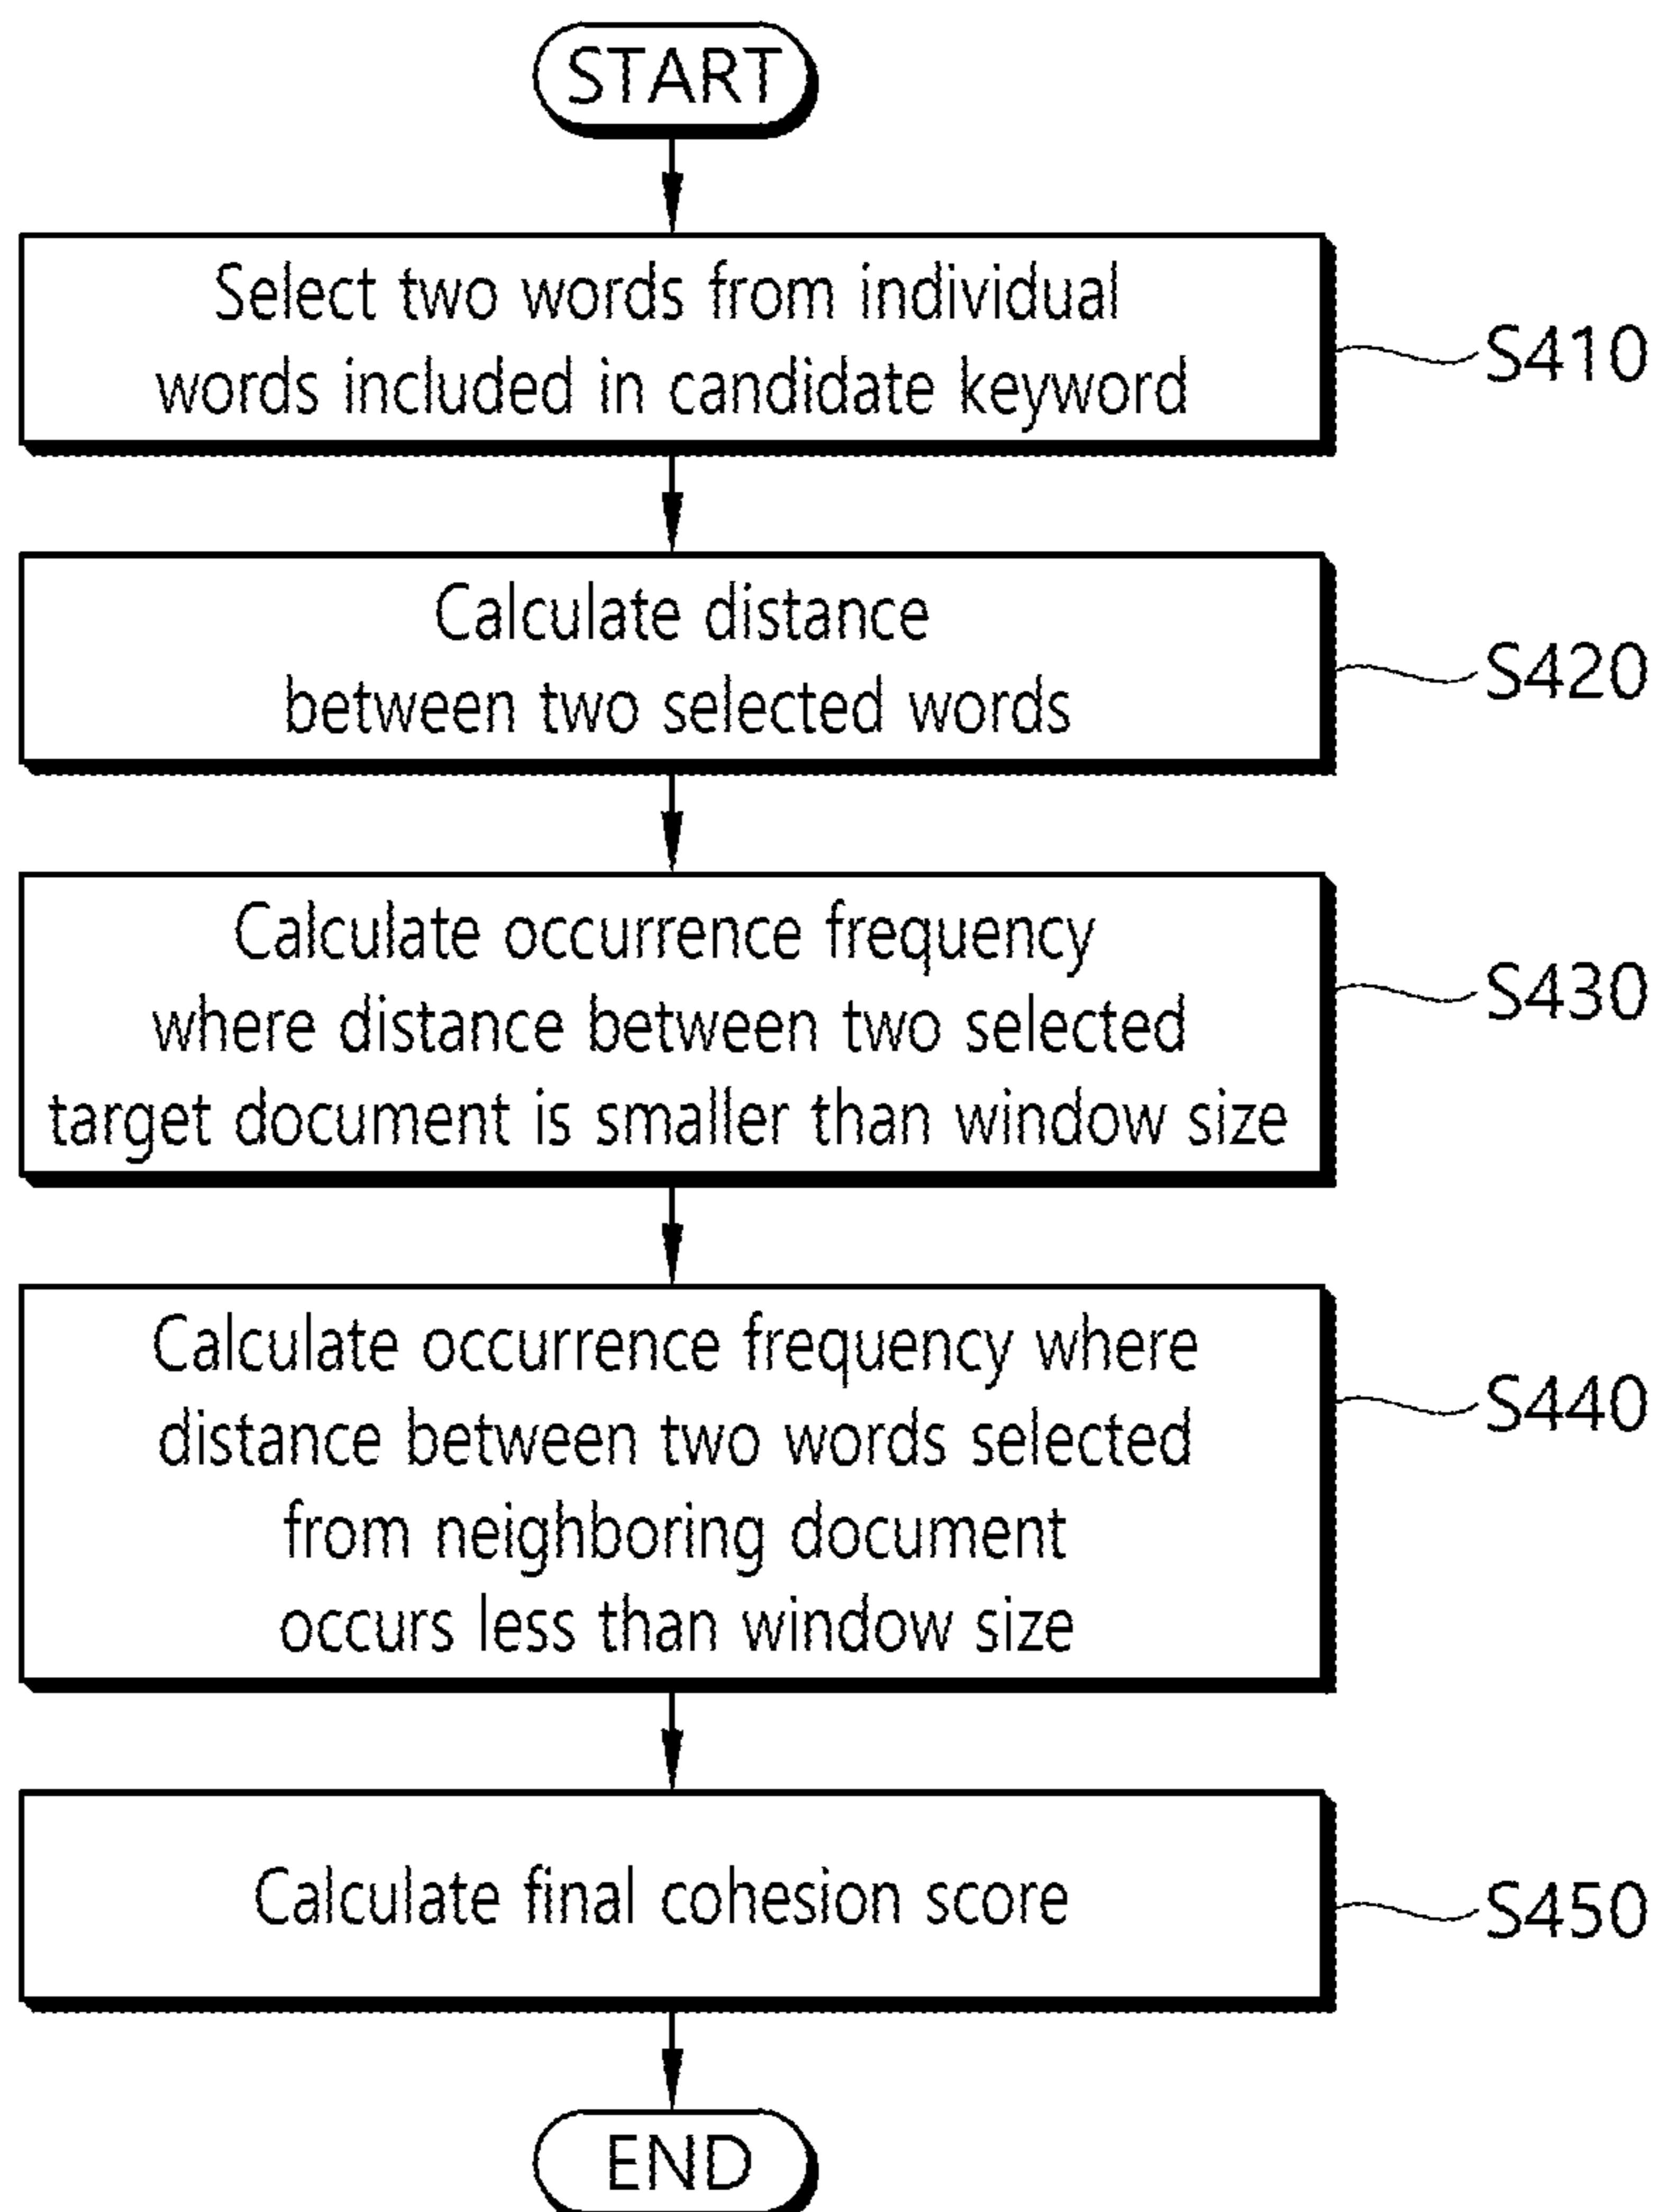 START
Select two words from individual
words included in candidate keyword
S410
Calculate distance
between two selected words
S420
Calculate occurrence frequency
where distance between two selected
target document is smaller than window size
S430
Calculate occurrence frequency where
distance between two words selected
from neighboring document
occurs less than window size
S440
Calculate final cohesion score
S450
END